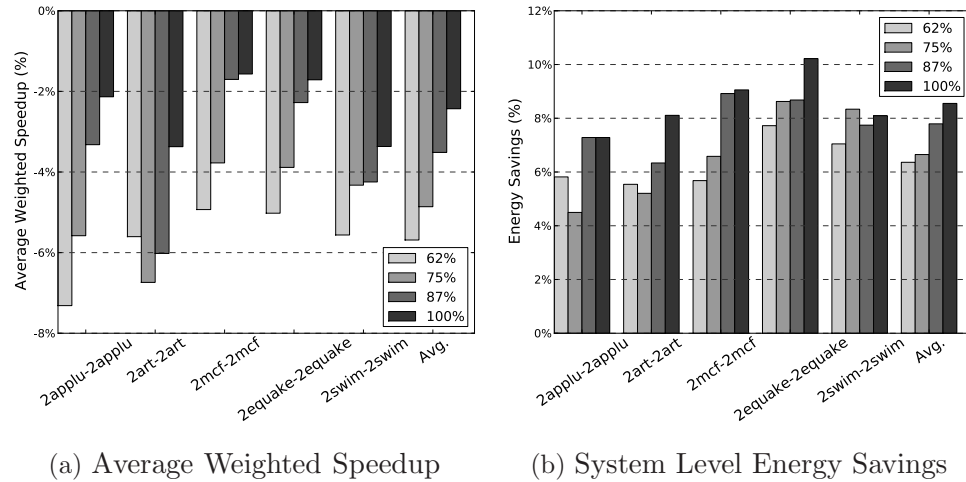 Average Weighted Speedup (%)
0%
-2%
-4%
-6%
-8%
62%
75%
87%
100%
2applu-2applu
2art-2art
2mcf-2mcf
2equake-2equake
2swim-2swim
Avg.
(a) Average Weighted Speedup
Energy Savings (%)
12%
10%
8%
6%
4%
2%
0%
62%
75%
87%
100%
2applu-2applu
2art-2art
2mcf-2mcf
2equake-2equake
2swim-2swim
Avg.
(b) System Level Energy Savings